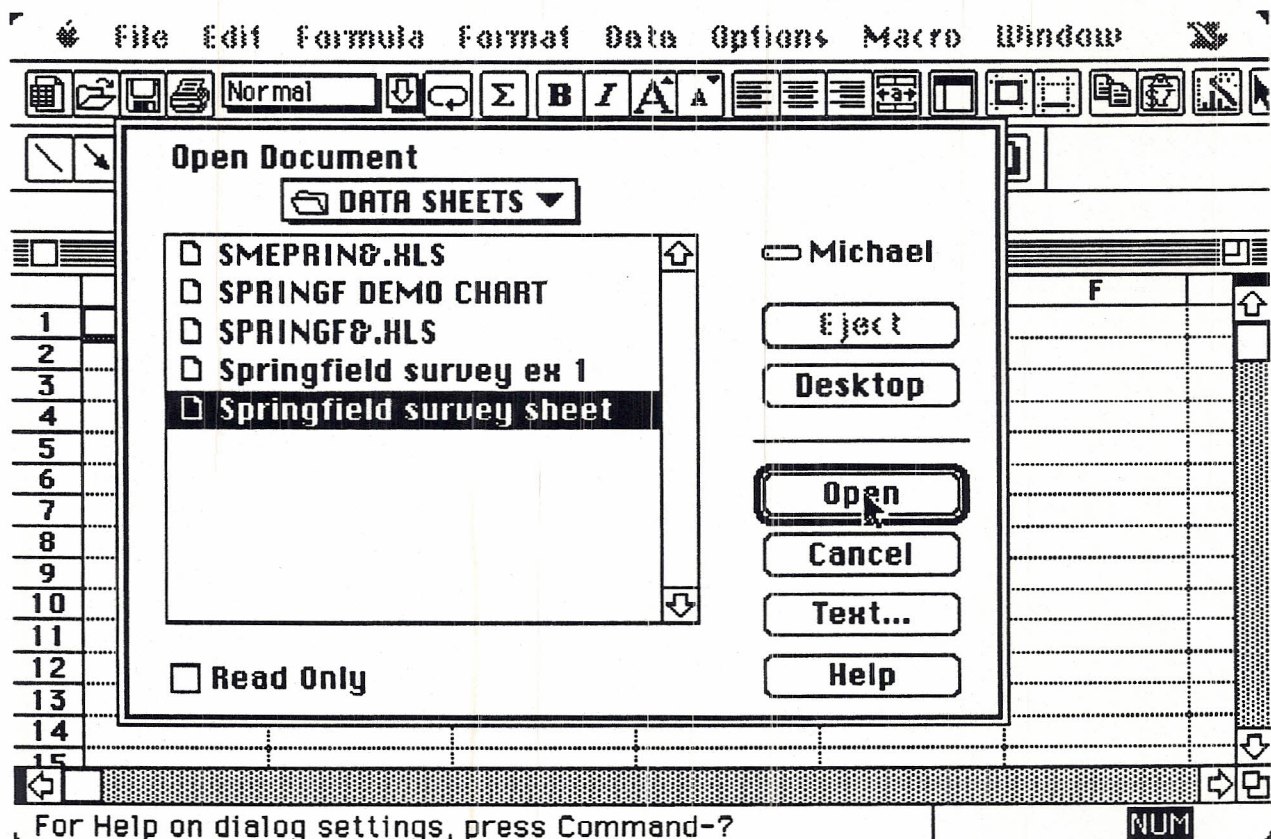 File Edit Formula Format Data Options Macro Window
Normal Σ B I A A a
Open Document
DATA SHEETS
SMEPRIN&.XLS
SPRINGF DEMO CHART
SPRINGF&.XLS
Springfield survey ex 1
Springfield survey sheet
Michael
Eject
Desktop
Open
Cancel
Text...
Help
Read Only
F
1
2
3
4
5
6
7
8
9
10
11
12
13
14
15
For Help on dialog settings, press Command-?
NUM